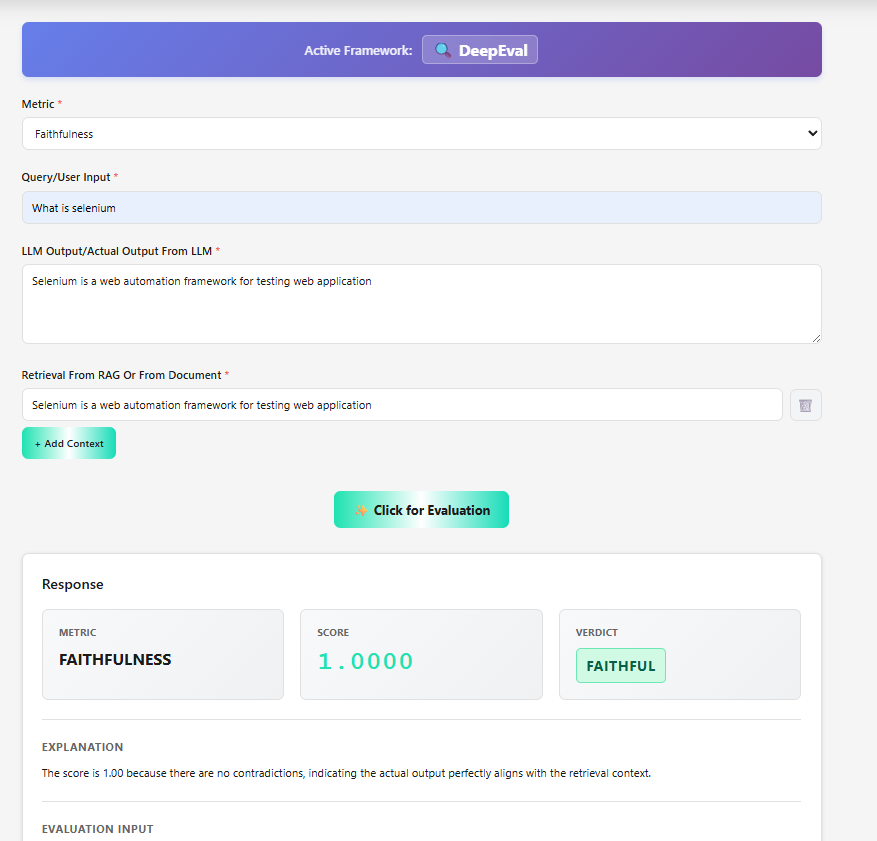 Active Framework: 🔍 DeepEval
Metric *
Faithfulness
Query/User Input *
What is selenium
LLM Output/Actual Output From LLM *
Selenium is a web automation framework for testing web application
Retrieval From RAG Or From Document *
Selenium is a web automation framework for testing web application
+ Add Context
✨ Click for Evaluation
Response
METRIC
FAITHFULNESS
SCORE
1.0000
VERDICT
FAITHFUL
EXPLANATION
The score is 1.00 because there are no contradictions, indicating the actual output perfectly aligns with the retrieval context.
EVALUATION INPUT